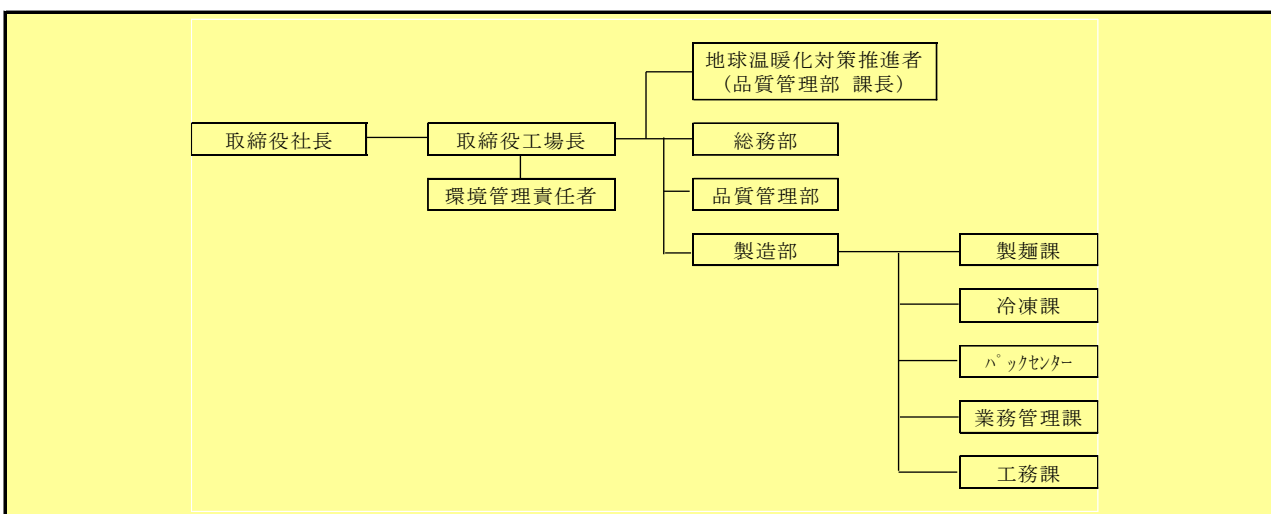 地球温暖化対策推進者
（品質管理部 課長）
取締役社長
取締役工場長
総務部
環境管理責任者
品質管理部
製造部
製麺課
冷凍課
ﾊﾟｯｸｾﾝﾀｰ
業務管理課
工務課